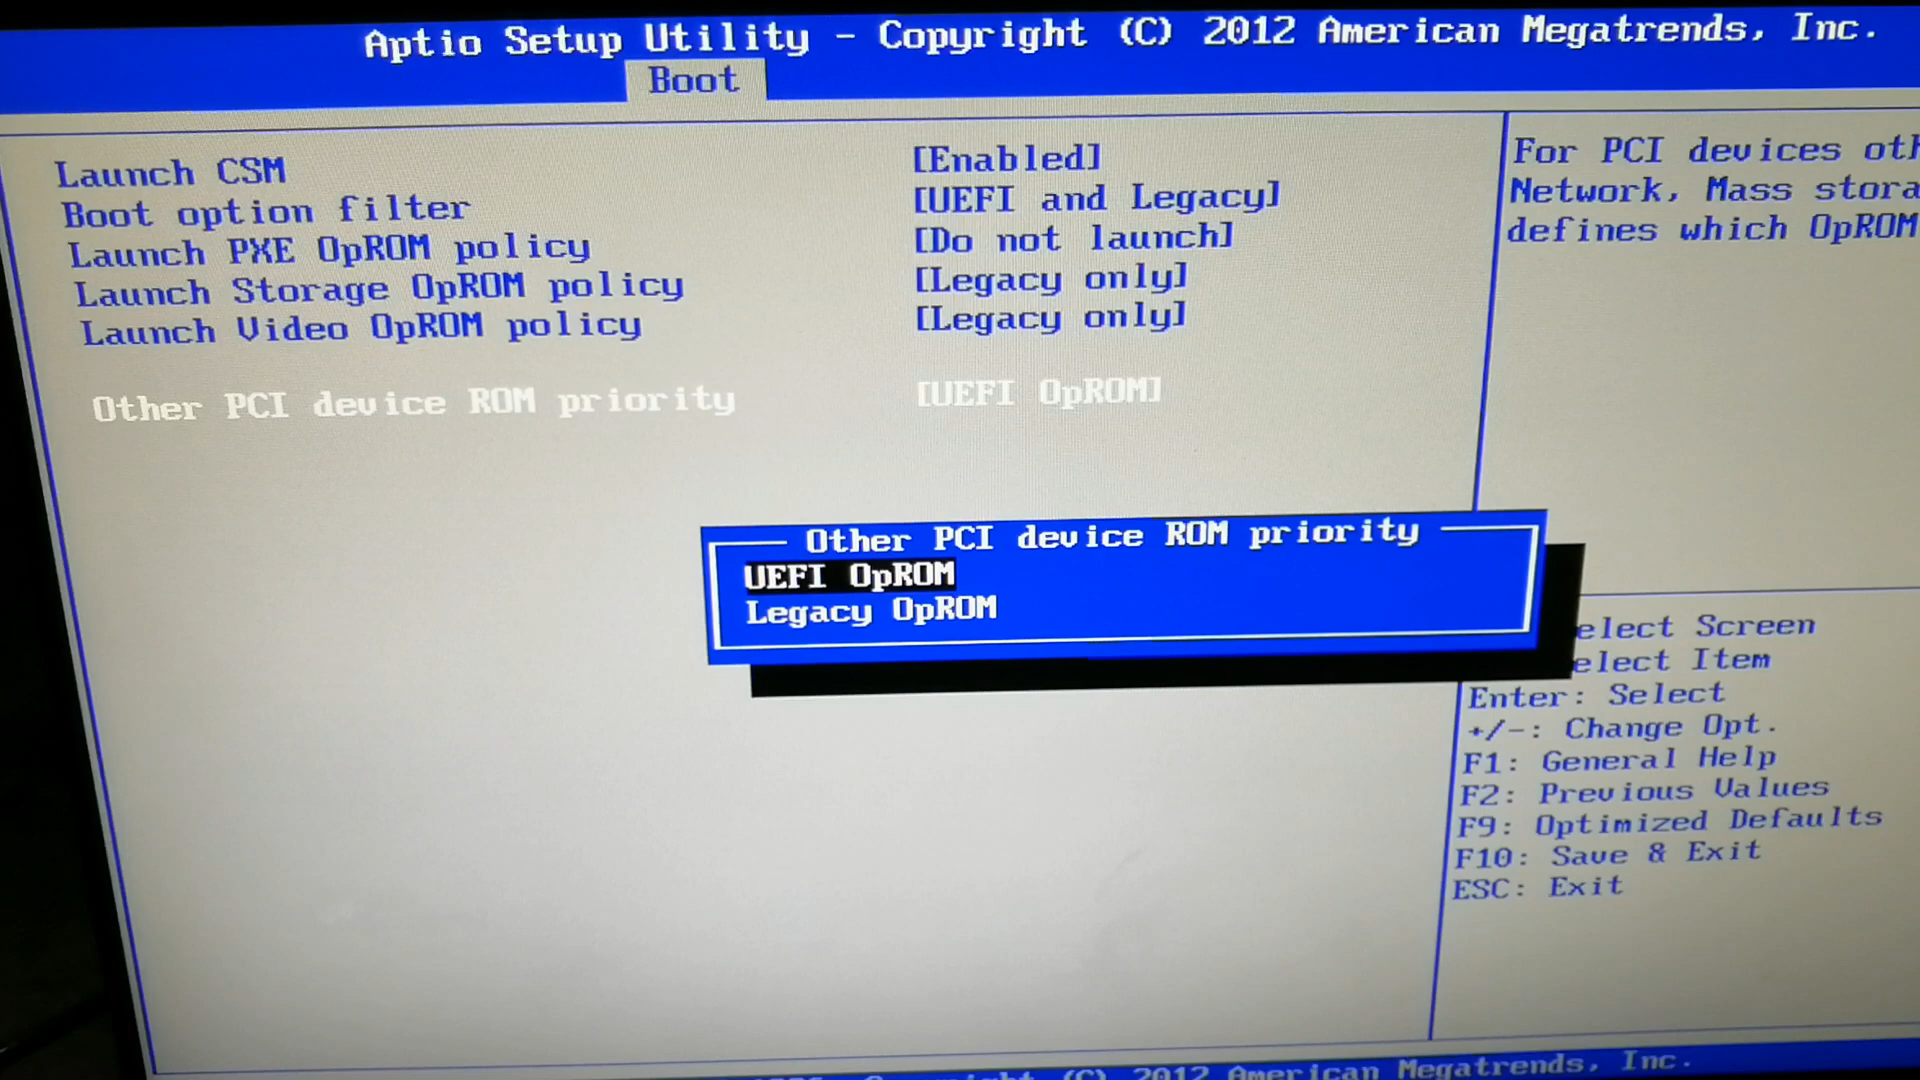 Aptio Setup Utility - Copyright (C) 2012 American Megatrends, Inc.
Boot
Launch CSM [Enabled]
Boot option filter [UEFI and Legacy]
Launch PXE OpROM policy [Do not launch]
Launch Storage OpROM policy [Legacy only]
Launch Video OpROM policy [Legacy only]
Other PCI device ROM priority [UEFI OpROM]
For PCI devices oth
Network, Mass stora
defines which OpROM
Other PCI device ROM priority
UEFI OpROM
Legacy OpROM
elect Screen
elect Item
Enter: Select
+/-: Change Opt.
F1: General Help
F2: Previous Values
F9: Optimized Defaults
F10: Save & Exit
ESC: Exit
(C) 2012 American Megatrends, Inc.